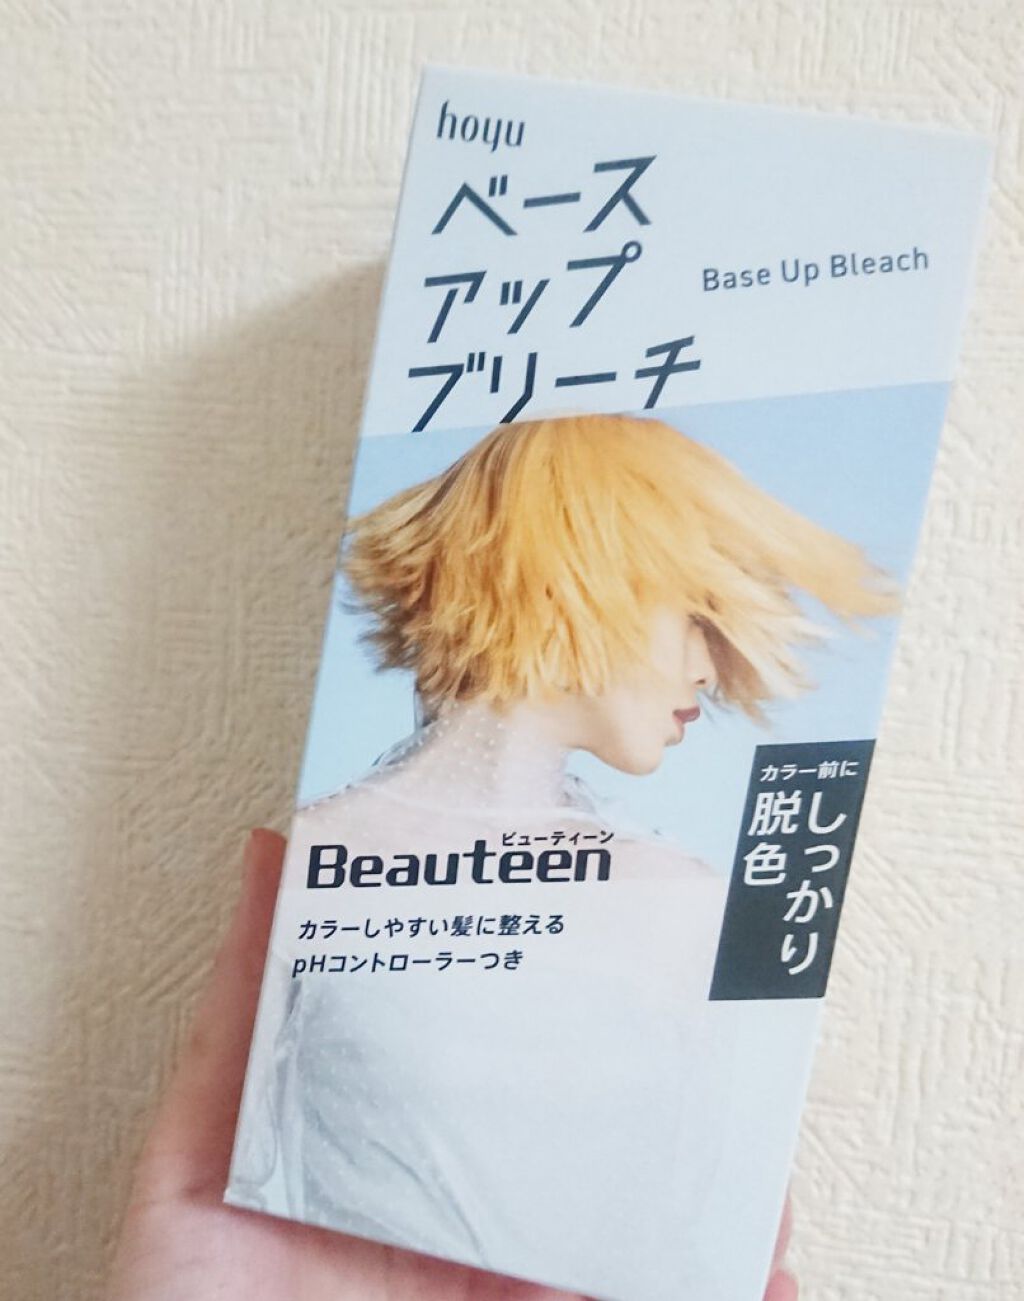 hoyu
ベース
アップ
ブリーチ
Base Up Bleach
カラー前に
しっかり
脱色
ビューティーン
Beauteen
カラーしやすい髪に整える
pHコントローラーつき